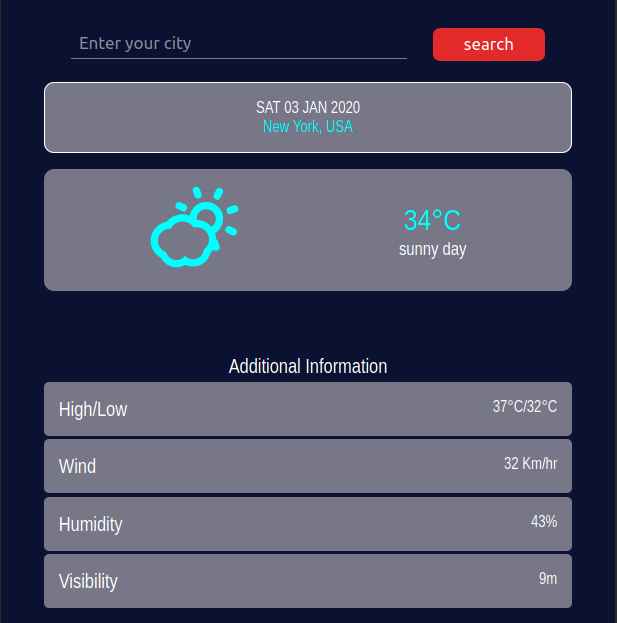 Enter your city
search
SAT 03 JAN 2020
New York, USA
34°C
sunny day
Additional Information
High/Low 37°C/32°C
Wind 32 Km/hr
Humidity 43%
Visibility 9m